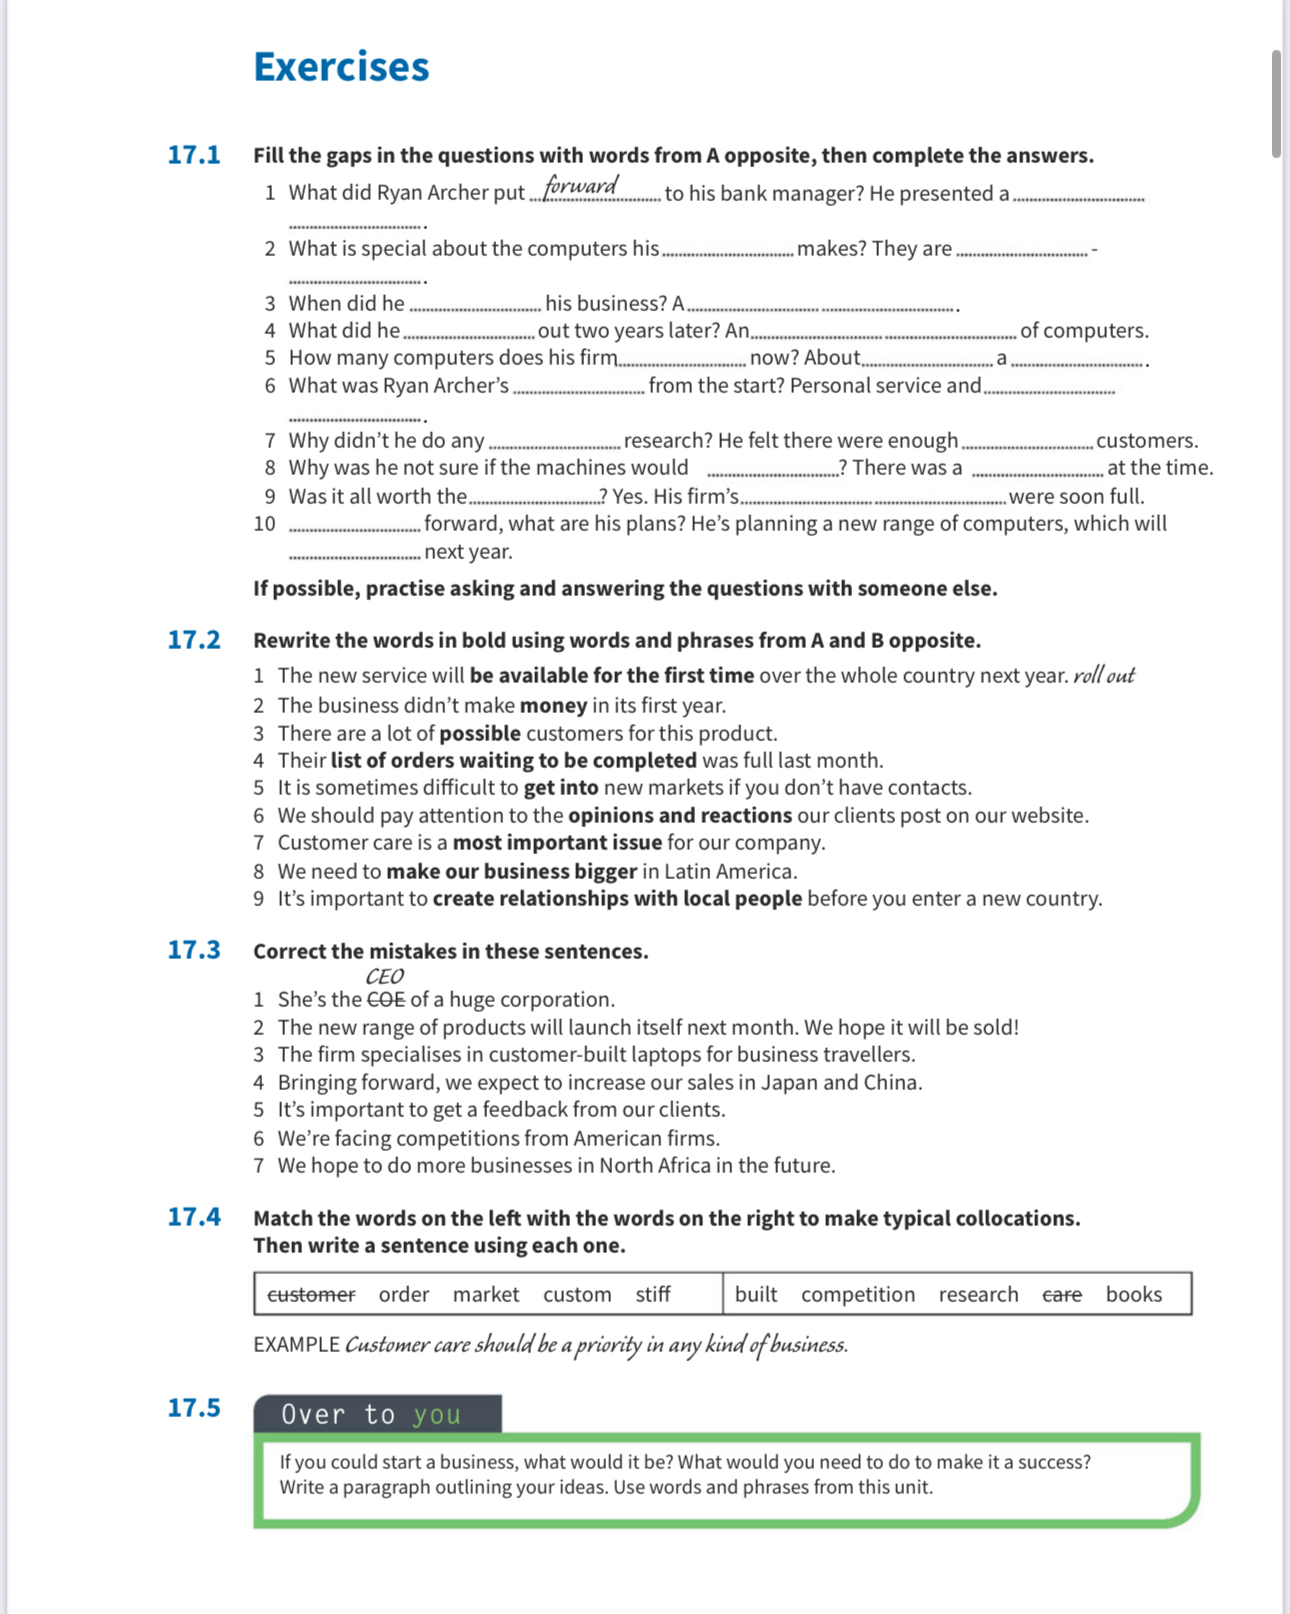 Exercises
17.1 Fill the gaps in the questions with words from A opposite, then complete the answers.
1 What did Ryan Archer put forward to his bank manager? He presented a ..............................
.............................. .
2 What is special about the computers his .............................. makes? They are .............................. -
.............................. .
3 When did he .............................. his business? A .............................. .............................. .
4 What did he .............................. out two years later? An .............................. .............................. of computers.
5 How many computers does his firm .............................. now? About .............................. a .............................. .
6 What was Ryan Archer's .............................. from the start? Personal service and ..............................
.............................. .
7 Why didn't he do any .............................. research? He felt there were enough .............................. customers.
8 Why was he not sure if the machines would ..............................? There was a .............................. at the time.
9 Was it all worth the ..............................? Yes. His firm's .............................. .............................. were soon full.
10 .............................. forward, what are his plans? He's planning a new range of computers, which will
.............................. next year.
If possible, practise asking and answering the questions with someone else.
17.2 Rewrite the words in bold using words and phrases from A and B opposite.
1 The new service will be available for the first time over the whole country next year. roll out
2 The business didn't make money in its first year.
3 There are a lot of possible customers for this product.
4 Their list of orders waiting to be completed was full last month.
5 It is sometimes difficult to get into new markets if you don't have contacts.
6 We should pay attention to the opinions and reactions our clients post on our website.
7 Customer care is a most important issue for our company.
8 We need to make our business bigger in Latin America.
9 It's important to create relationships with local people before you enter a new country.
17.3 Correct the mistakes in these sentences.
CEO
1 She's the COE of a huge corporation.
2 The new range of products will launch itself next month. We hope it will be sold!
3 The firm specialises in customer-built laptops for business travellers.
4 Bringing forward, we expect to increase our sales in Japan and China.
5 It's important to get a feedback from our clients.
6 We're facing competitions from American firms.
7 We hope to do more businesses in North Africa in the future.
17.4 Match the words on the left with the words on the right to make typical collocations.
Then write a sentence using each one.
customer order market custom stiff built competition research care books
EXAMPLE Customer care should be a priority in any kind of business.
17.5 Over to you
If you could start a business, what would it be? What would you need to do to make it a success?
Write a paragraph outlining your ideas. Use words and phrases from this unit.